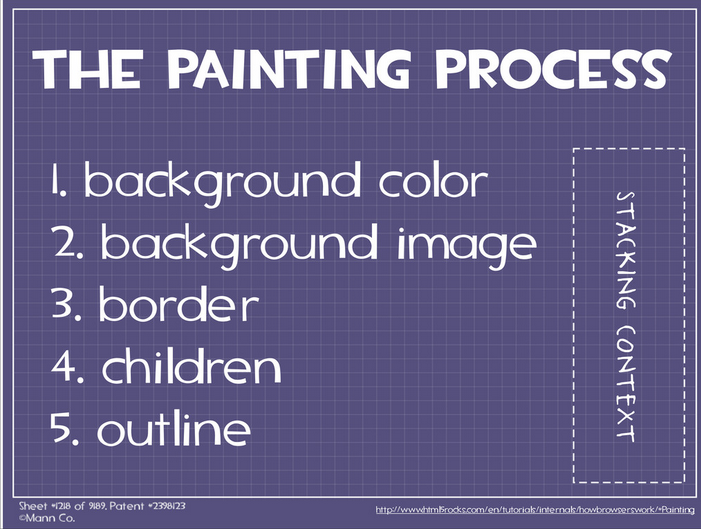 THE PAINTING PROCESS
1. background color
2. background image
3. border
4. children
5. outline
STACKING CONTEXT
Sheet #1218 of 9189, Patent #2398123
©Mann Co.
http://www.html5rocks.com/en/tutorials/internals/howbrowserswork/#Painting